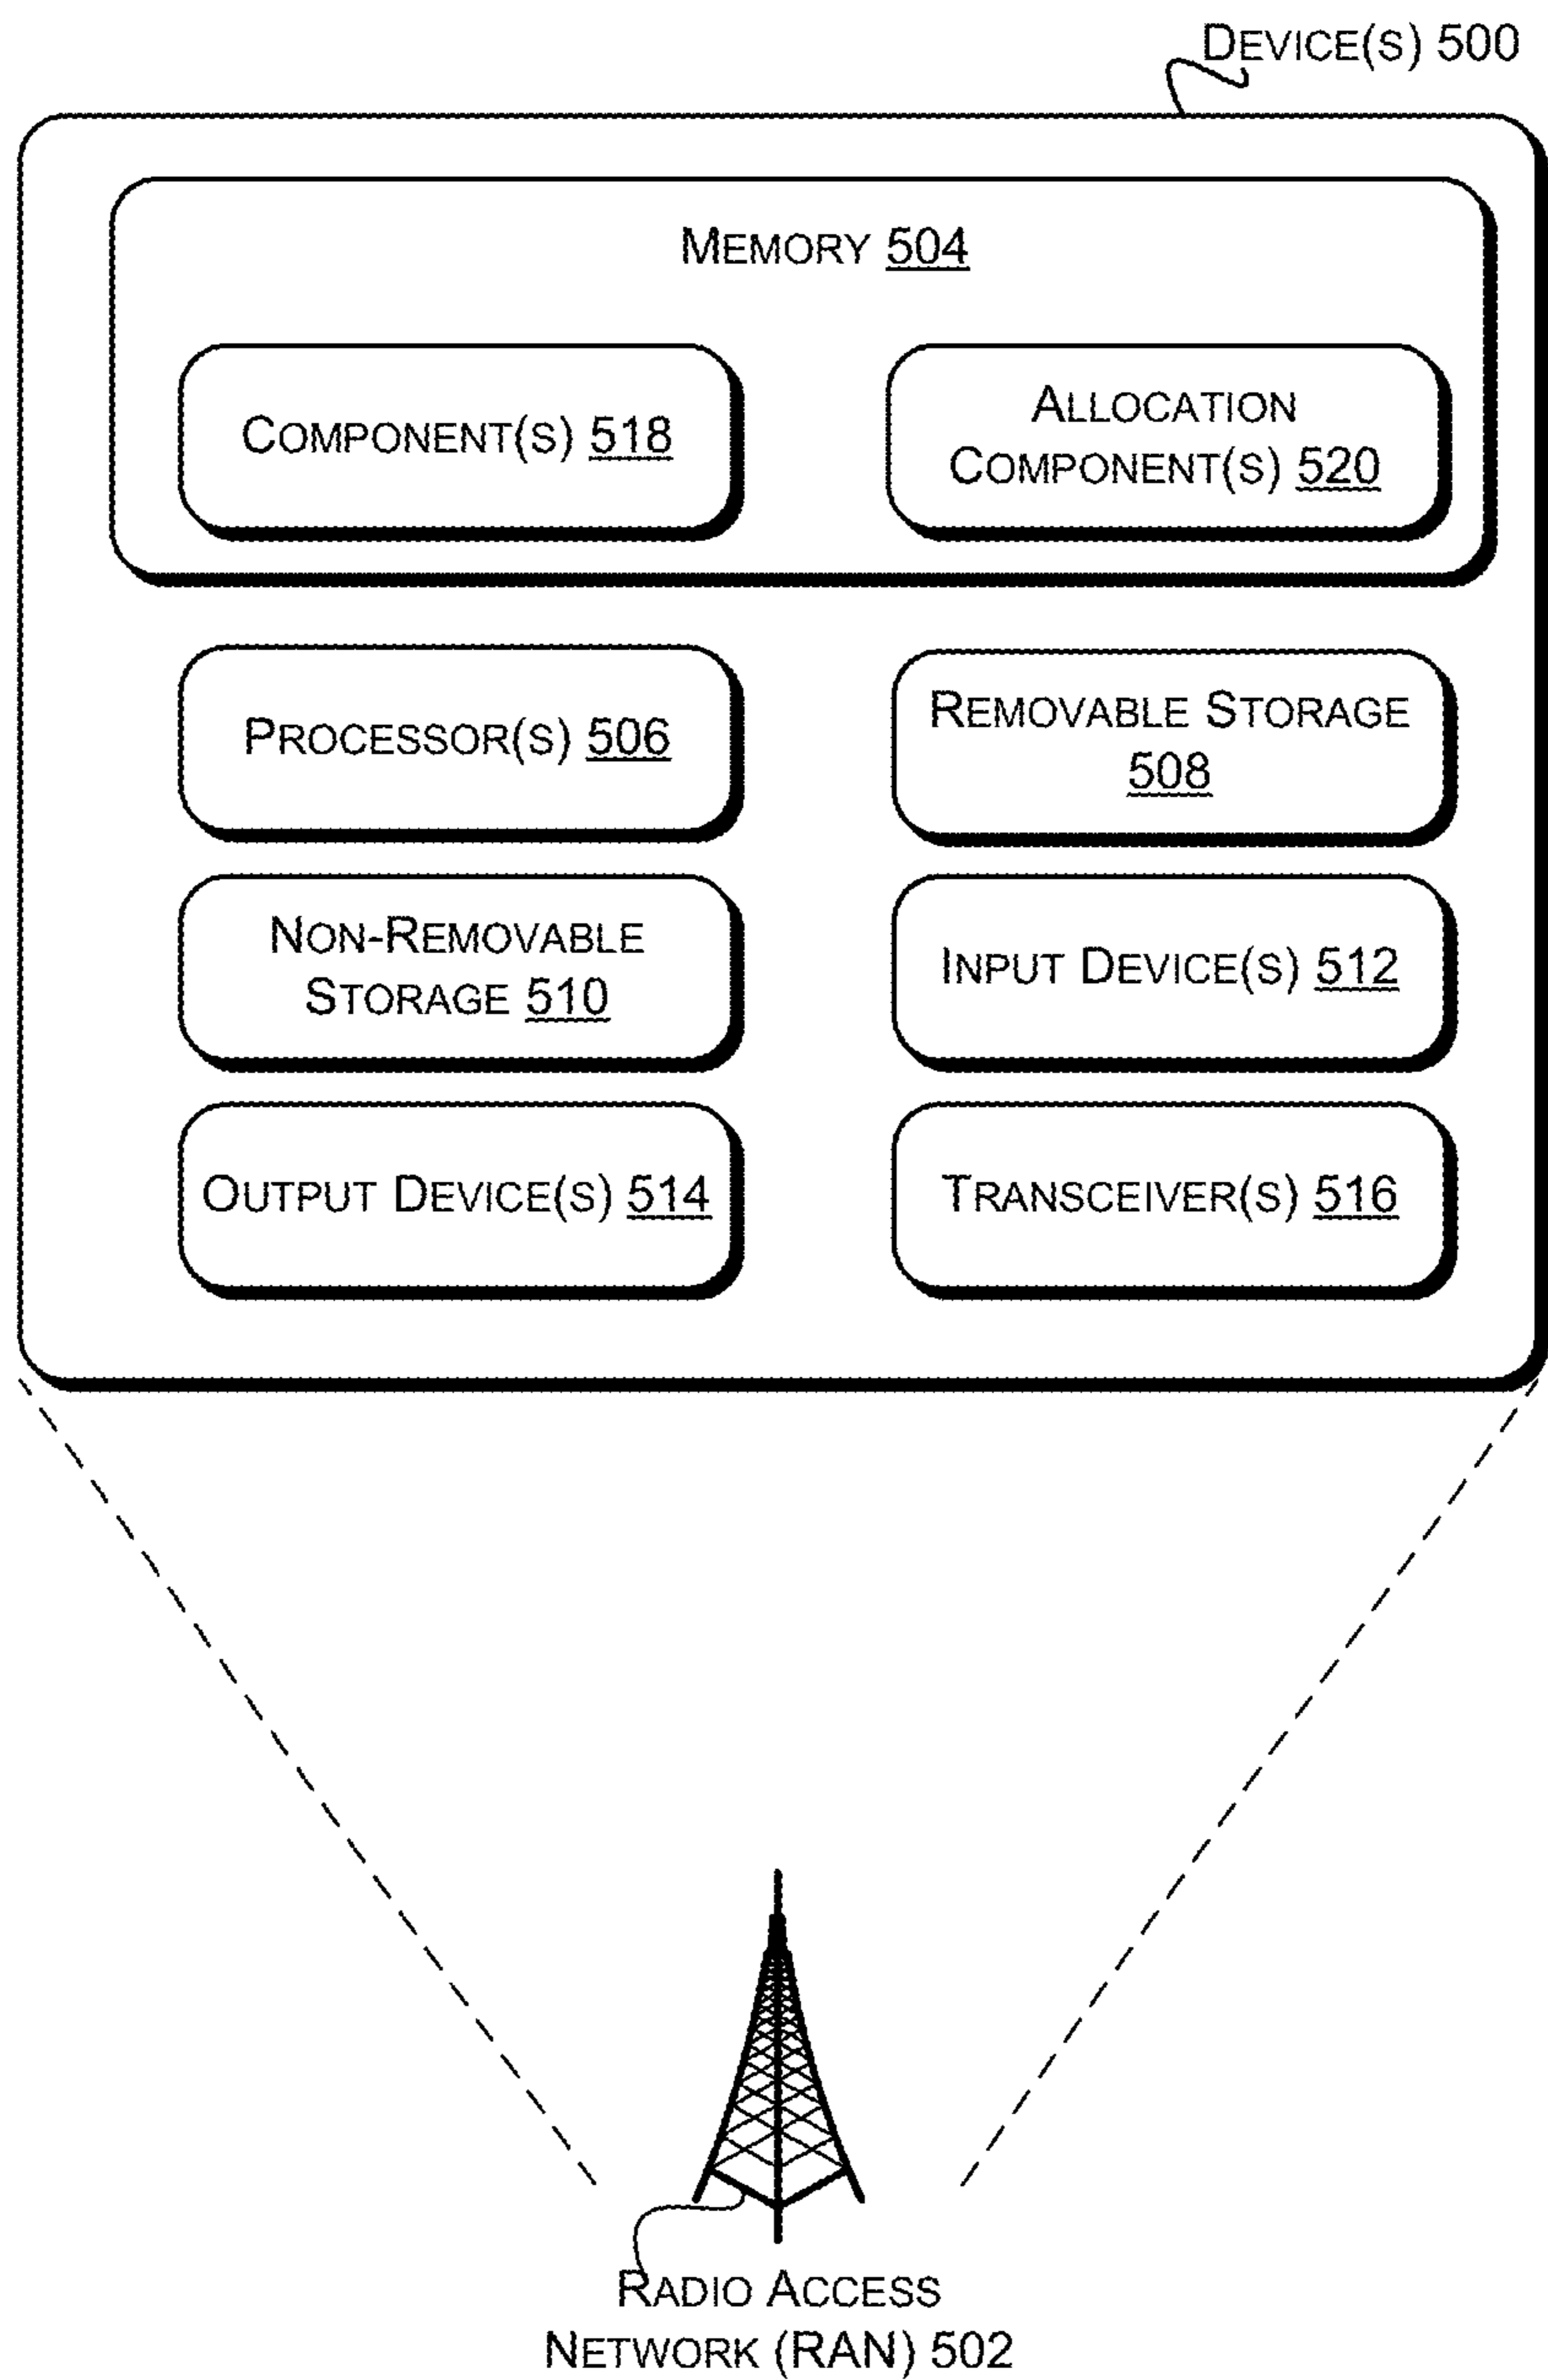 DEVICE(S) 500
MEMORY 504
COMPONENT(S) 518
ALLOCATION
COMPONENT(S) 520
PROCESSOR(S) 506
REMOVABLE STORAGE
508
NON-REMOVABLE
STORAGE 510
INPUT DEVICE(S) 512
OUTPUT DEVICE(S) 514
TRANSCEIVER(S) 516
RADIO ACCESS
NETWORK (RAN) 502